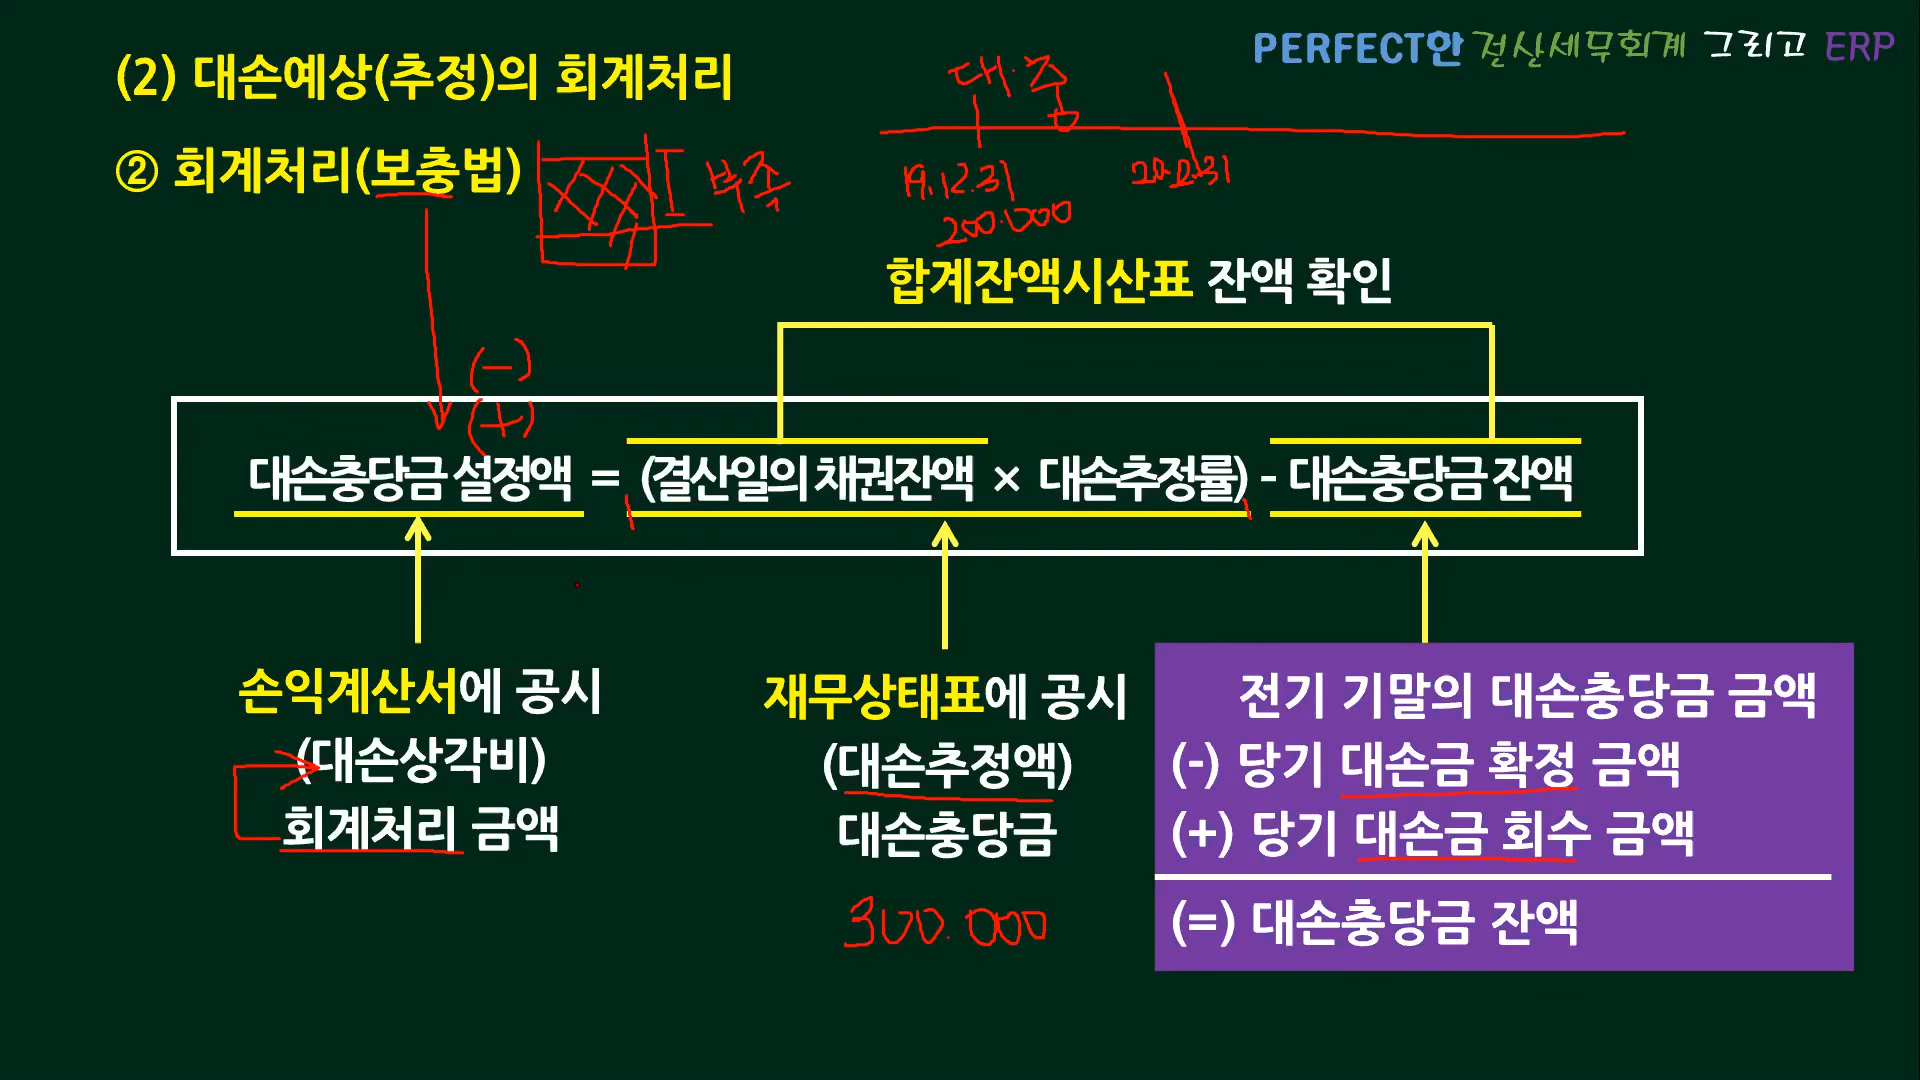 PERFECT한 전산세무회계 그리고 ERP
(2) 대손예상(추정)의 회계처리
② 회계처리(보충법)
부족
대.충
19.12.31
200.000
20.12.31
합계잔액시산표 잔액 확인
(-)
(+)
대손충당금 설정액 = (결산일의 채권잔액 × 대손추정률) - 대손충당금 잔액
손익계산서에 공시
(대손상각비)
회계처리 금액
재무상태표에 공시
(대손추정액)
대손충당금
300.000
전기 기말의 대손충당금 금액
(-) 당기 대손금 확정 금액
(+) 당기 대손금 회수 금액
(=) 대손충당금 잔액